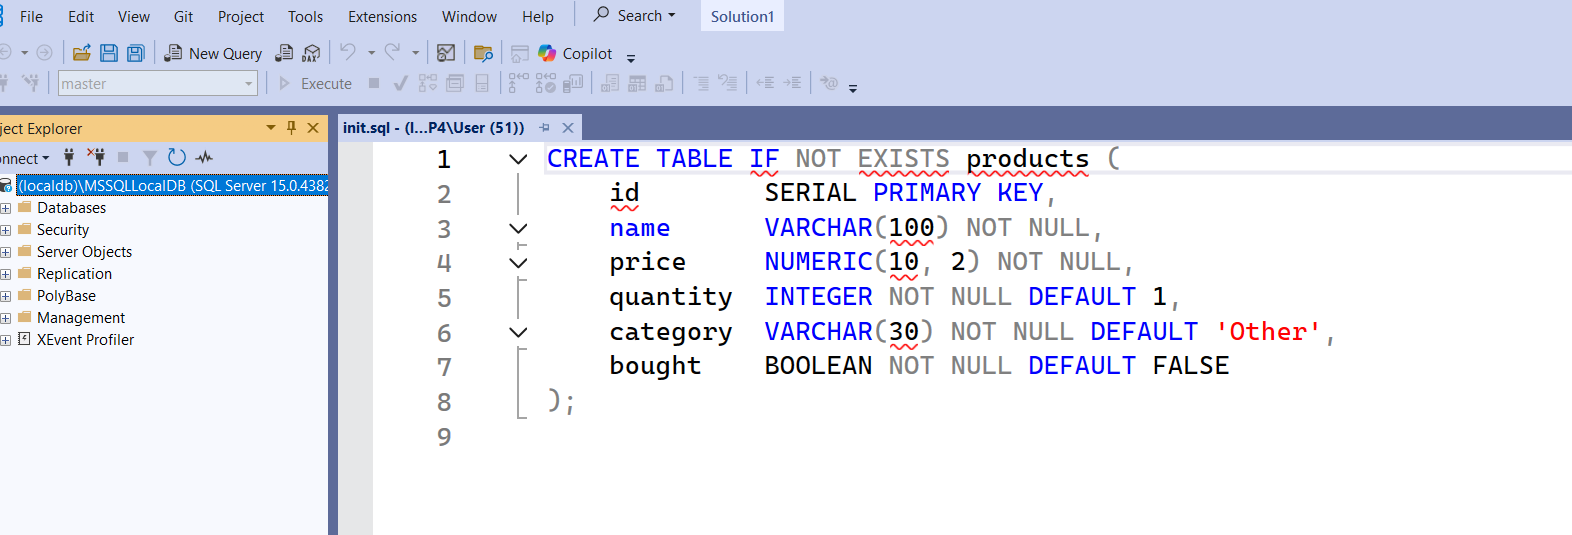 File Edit View Git Project Tools Extensions Window Help Search Solution1
New Query DAX Copilot
master Execute
ject Explorer
init.sql - (l...P4\User (51))
nnect
(localdb)\MSSQLLocalDB (SQL Server 15.0.4382
Databases
Security
Server Objects
Replication
PolyBase
Management
XEvent Profiler
1 CREATE TABLE IF NOT EXISTS products (
2 id SERIAL PRIMARY KEY,
3 name VARCHAR(100) NOT NULL,
4 price NUMERIC(10, 2) NOT NULL,
5 quantity INTEGER NOT NULL DEFAULT 1,
6 category VARCHAR(30) NOT NULL DEFAULT 'Other',
7 bought BOOLEAN NOT NULL DEFAULT FALSE
8 );
9